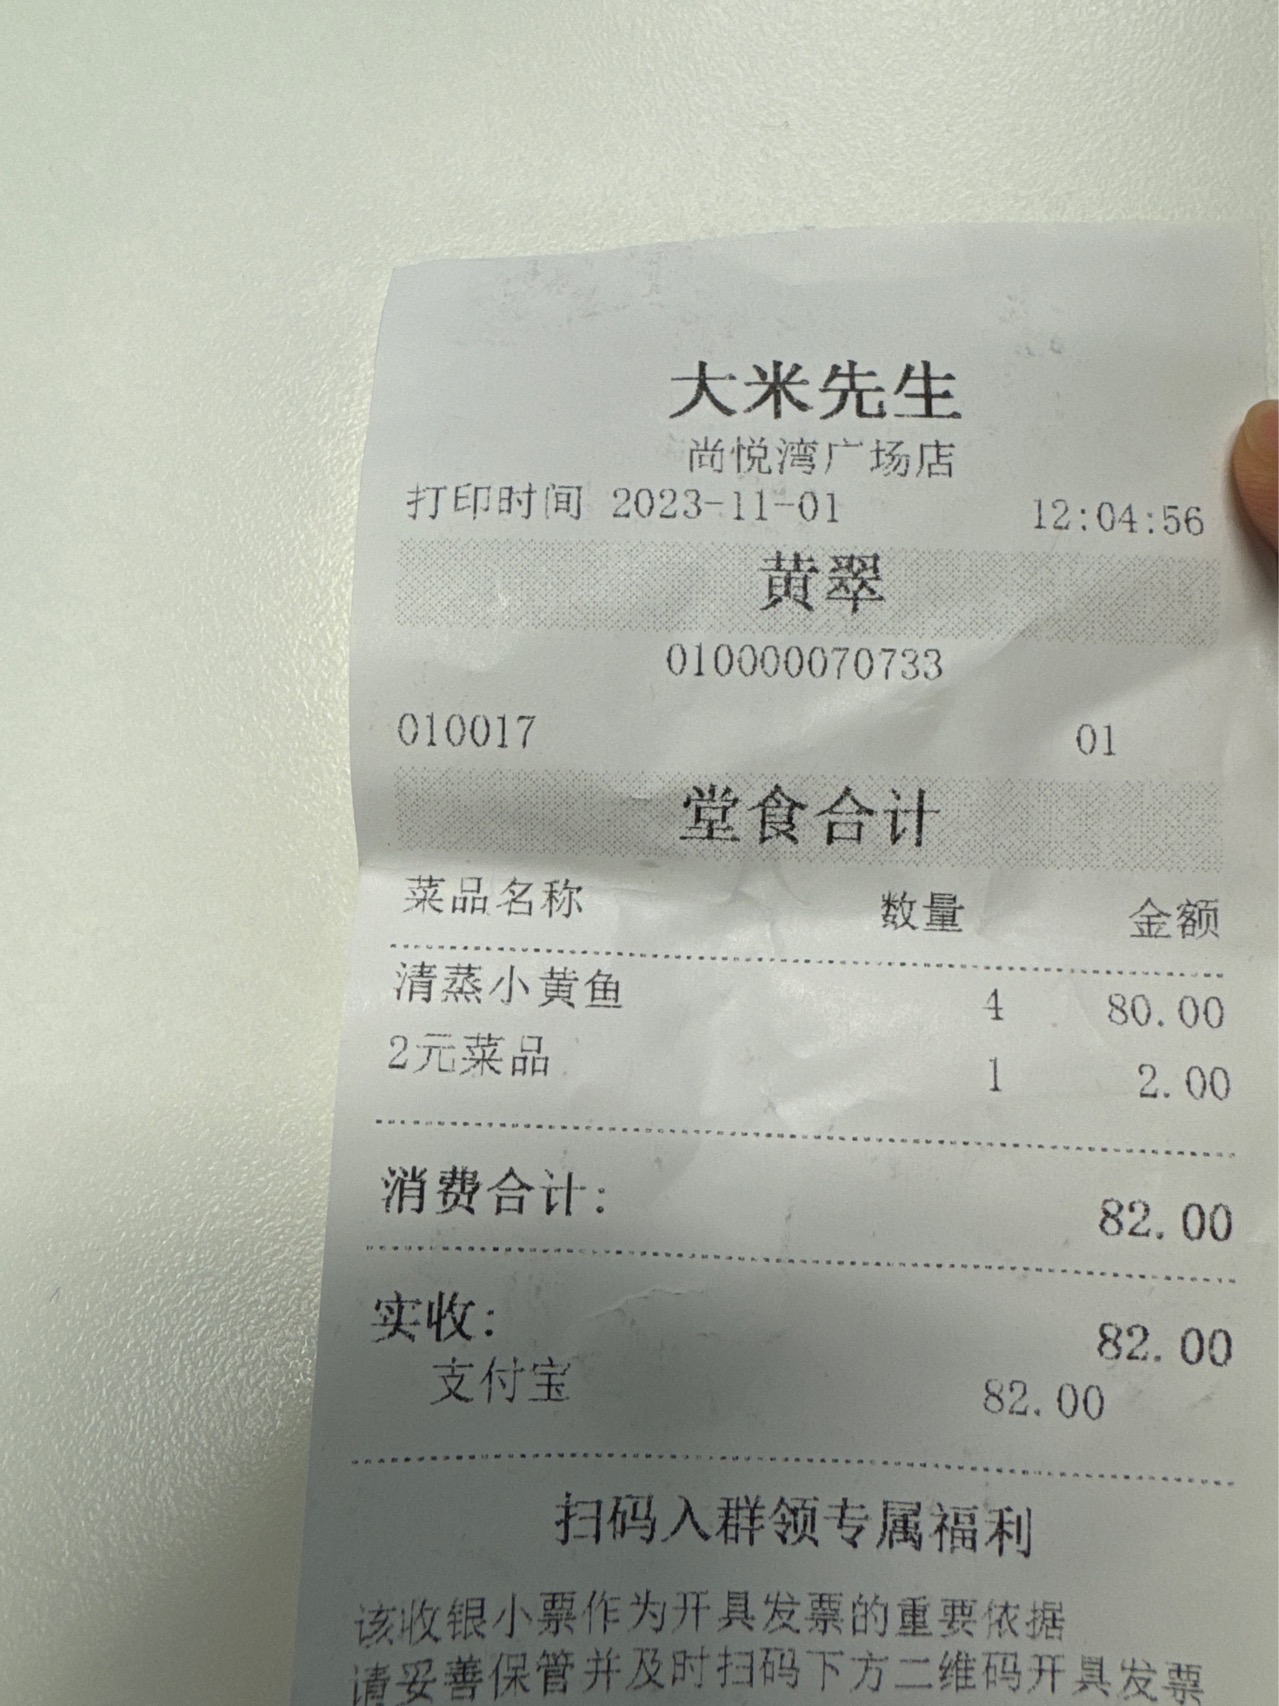 大米先生
尚悦湾广场店
打印时间 2023-11-01 12:04:56
黄翠
010000070733
010017 01
堂食合计
菜品名称 数量 金额
清蒸小黄鱼 4 80.00
2元菜品 1 2.00
消费合计: 82.00
实收: 82.00
支付宝 82.00
扫码入群领专属福利
该收银小票作为开具发票的重要依据
请妥善保管并及时扫码下方二维码开具发票